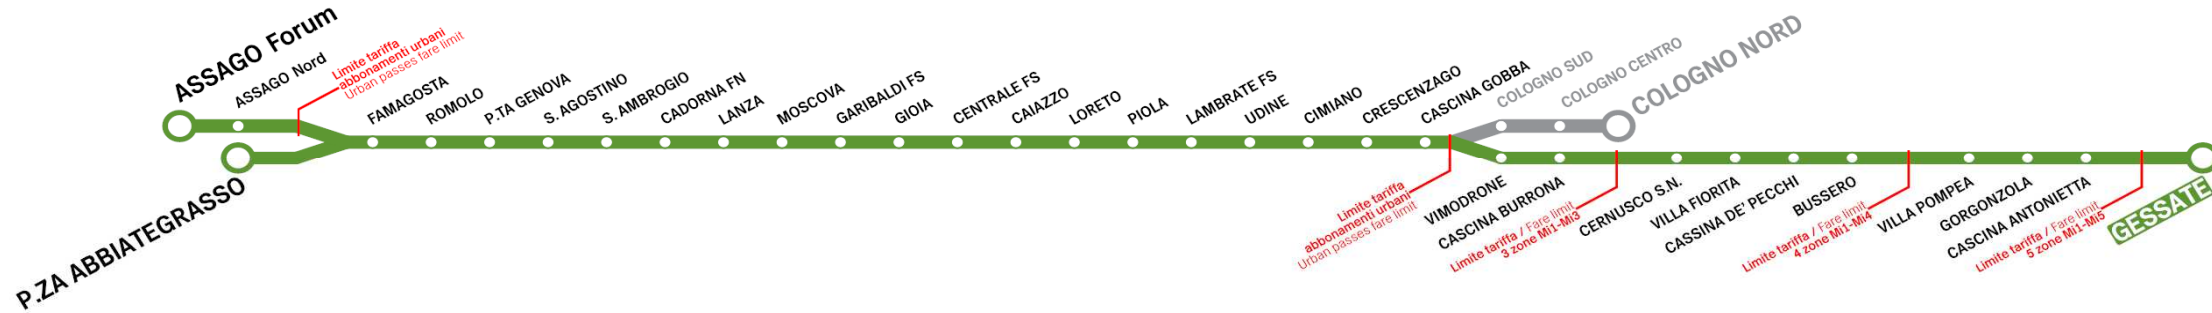 ASSAGO Forum
ASSAGO Nord
Limite tariffa
abbonamenti urbani
Urban passes fare limit
P.ZA ABBIATEGRASSO
FAMAGOSTA
ROMOLO
P.TA GENOVA
S. AGOSTINO
S. AMBROGIO
CADORNA FN
LANZA
MOSCOVA
GARIBALDI FS
GIOIA
CENTRALE FS
CAIAZZO
LORETO
PIOLA
LAMBRATE FS
UDINE
CIMIANO
CRESCENZAGO
CASCINA GOBBA
COLOGNO SUD
COLOGNO CENTRO
COLOGNO NORD
Limite tariffa
abbonamenti urbani
Urban passes fare limit
VIMODRONE
CASCINA BURRONA
Limite tariffa / Fare limit
3 zone Mi1-Mi3
CERNUSCO S.N.
VILLA FIORITA
CASSINA DE' PECCHI
BUSSERO
Limite tariffa / Fare limit
4 zone Mi1-Mi4
VILLA POMPEA
GORGONZOLA
CASCINA ANTONIETTA
Limite tariffa / Fare limit
5 zone Mi1-Mi5
GESSATE